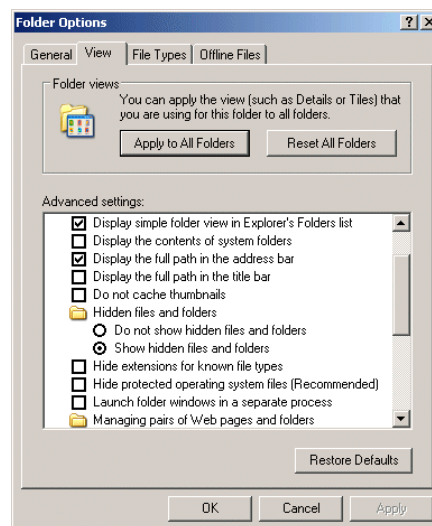 Folder Options
General
View
File Types
Offline Files
Folder views
You can apply the view (such as Details or Tiles) that
you are using for this folder to all folders.
Apply to All Folders
Reset All Folders
Advanced settings:
Display simple folder view in Explorer's Folders list
Display the contents of system folders
Display the full path in the address bar
Display the full path in the title bar
Do not cache thumbnails
Hidden files and folders
Do not show hidden files and folders
Show hidden files and folders
Hide extensions for known file types
Hide protected operating system files (Recommended)
Launch folder windows in a separate process
Managing pairs of Web pages and folders
Restore Defaults
OK
Cancel
Apply